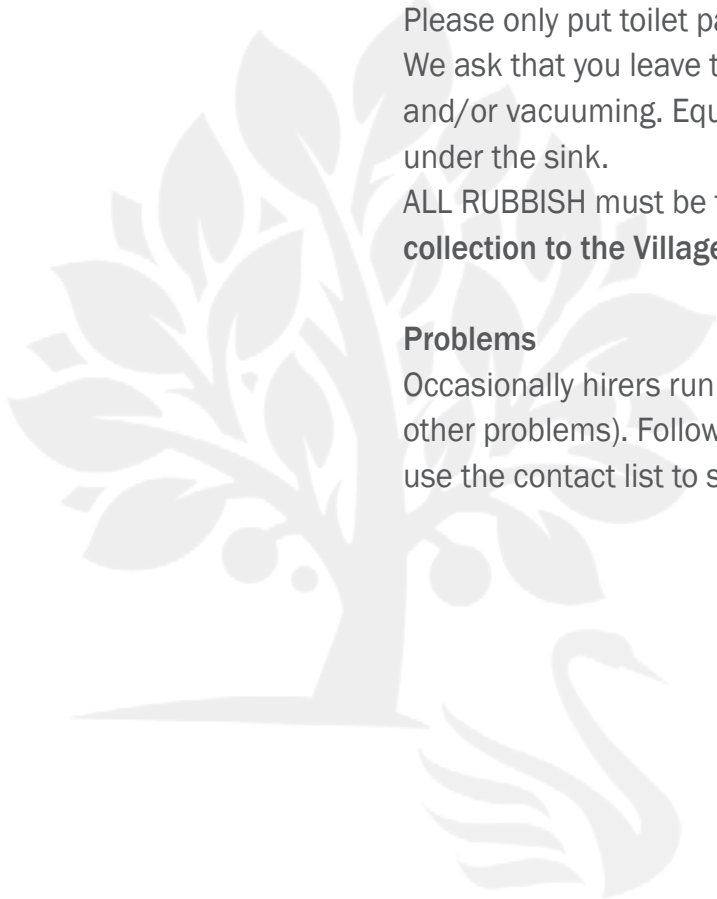 Please only put toilet pa
We ask that you leave t
and/or vacuuming. Equ
under the sink.
ALL RUBBISH must be
collection to the Village
Problems
Occasionally hirers run
other problems). Follow
use the contact list to s